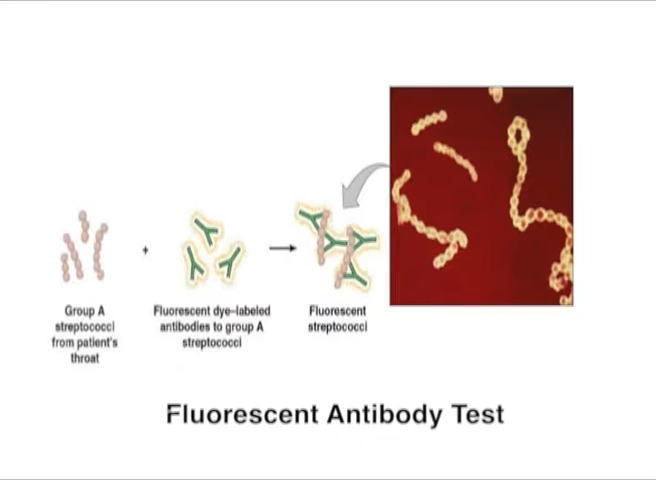 +
Group A
streptococci
from patient's
throat
Fluorescent dye–labeled
antibodies to group A
streptococci
Fluorescent
streptococci
Fluorescent Antibody Test